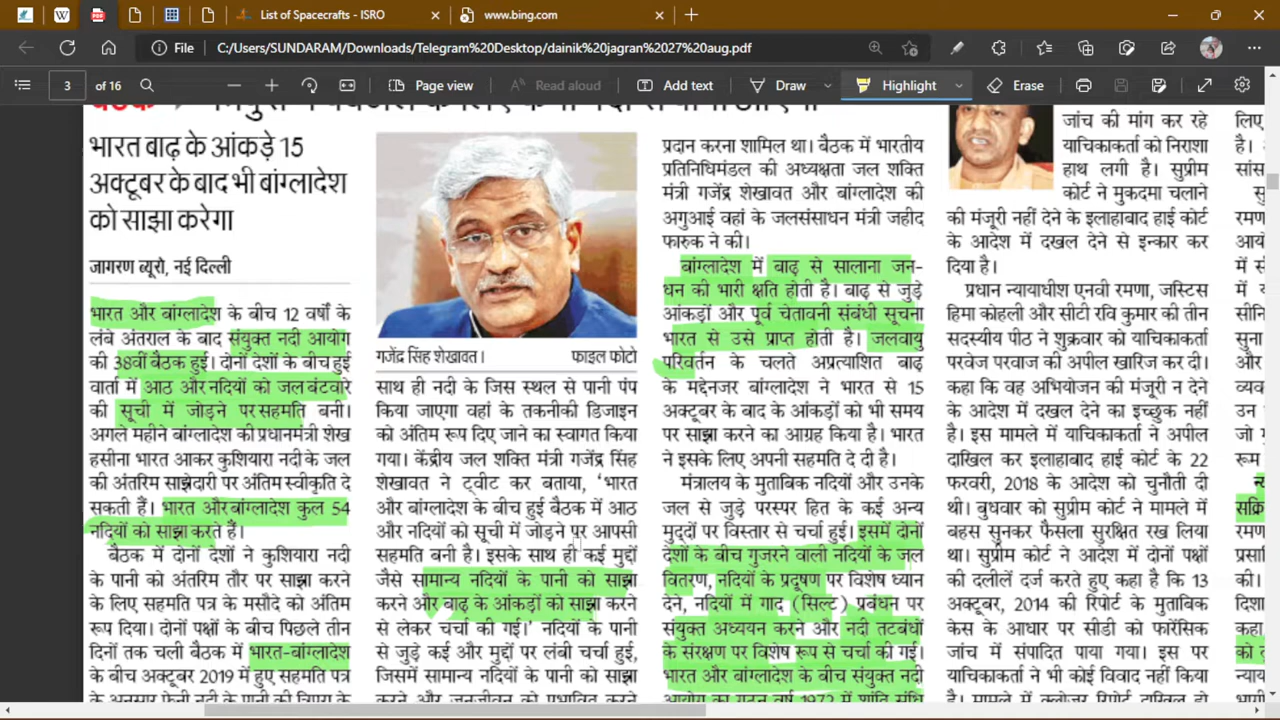 List of Spacecrafts - ISRO
www.bing.com
File
C:/Users/SUNDARAM/Downloads/Telegram%20Desktop/dainik%20jagran%2027%20aug.pdf
3 of 16
Page view
Read aloud
Add text
Draw
Highlight
Erase
भारत बाढ़ के आंकड़े 15
अक्टूबर के बाद भी बांग्लादेश
को साझा करेगा
जागरण ब्यूरो, नई दिल्ली
भारत और बांग्लादेश के बीच 12 वर्षों के
लंबे अंतराल के बाद संयुक्त नदी आयोग
की 38वीं बैठक हुई। दोनों देशों के बीच हुई
वार्ता में आठ और नदियों को जल बंटवारे
की सूची में जोड़ने पर सहमति बनी।
अगले महीने बांग्लादेश की प्रधानमंत्री शेख
हसीना भारत आकर कुशियारा नदी के जल
की अंतरिम साझेदारी पर अंतिम स्वीकृति दे
सकती हैं। भारत और बांग्लादेश कुल 54
नदियों को साझा करते हैं।
बैठक में दोनों देशों ने कुशियारा नदी
के पानी को अंतरिम तौर पर साझा करने
के लिए सहमति पत्र के मसौदे को अंतिम
रूप दिया। दोनों पक्षों के बीच पिछले तीन
दिनों तक चली बैठक में भारत-बांग्लादेश
के बीच अक्टूबर 2019 में हुए सहमति पत्र
के अनुसार फेनी नदी के पानी की त्रिपुरा के
गजेंद्र सिंह शेखावत। फाइल फोटो
साथ ही नदी के जिस स्थल से पानी पंप
किया जाएगा वहां के तकनीकी डिजाइन
को अंतिम रूप दिए जाने का स्वागत किया
गया। केंद्रीय जल शक्ति मंत्री गजेंद्र सिंह
शेखावत ने ट्वीट कर बताया, ‘भारत
और बांग्लादेश के बीच हुई बैठक में आठ
और नदियों को सूची में जोड़ने पर आपसी
सहमति बनी है। इसके साथ ही कई मुद्दों
जैसे सामान्य नदियों के पानी को साझा
करने और बाढ़ के आंकड़ों को साझा करने
से लेकर चर्चा की गई।’ नदियों के पानी
से जुड़े कई और मुद्दों पर लंबी चर्चा हुई,
जिसमें सामान्य नदियों के पानी को साझा
करने और जनजीवन को प्रभावित करने
प्रदान करना शामिल था। बैठक में भारतीय
प्रतिनिधिमंडल की अध्यक्षता जल शक्ति
मंत्री गजेंद्र शेखावत और बांग्लादेश की
अगुआई वहां के जलसंसाधन मंत्री जहीद
फारुक ने की।
बांग्लादेश में बाढ़ से सालाना जन-
धन की भारी क्षति होती है। बाढ़ से जुड़े
आंकड़ों और पूर्व चेतावनी संबंधी सूचना
भारत से उसे प्राप्त होती है। जलवायु
परिवर्तन के चलते अप्रत्याशित बाढ़
के मद्देनजर बांग्लादेश ने भारत से 15
अक्टूबर के बाद के आंकड़ों को भी समय
पर साझा करने का आग्रह किया है। भारत
ने इसके लिए अपनी सहमति दे दी है।
मंत्रालय के मुताबिक नदियों और उनके
जल से जुड़े परस्पर हित के कई अन्य
मुद्दों पर विस्तार से चर्चा हुई। इसमें दोनों
देशों के बीच गुजरने वाली नदियों के जल
वितरण, नदियों के प्रदूषण पर विशेष ध्यान
देने, नदियों में गाद (सिल्ट) प्रबंधन पर
संयुक्त अध्ययन करने और नदी तटबंधों
के संरक्षण पर विशेष रूप से चर्चा की गई।
भारत और बांग्लादेश के बीच संयुक्त नदी
आयोग का गठन वर्ष 1972 में शांति संधि
जांच की मांग कर रहे
याचिकाकर्ता को निराशा
हाथ लगी है। सुप्रीम
कोर्ट ने मुकदमा चलाने
की मंजूरी नहीं देने के इलाहाबाद हाई कोर्ट
के आदेश में दखल देने से इन्कार कर
दिया है।
प्रधान न्यायाधीश एनवी रमणा, जस्टिस
हिमा कोहली और सीटी रवि कुमार की तीन
सदस्यीय पीठ ने शुक्रवार को याचिकाकर्ता
परवेज परवाज की अपील खारिज कर दी।
कहा कि वह अभियोजन की मंजूरी न देने
के आदेश में दखल देने का इच्छुक नहीं
है। इस मामले में याचिकाकर्ता ने अपील
दाखिल कर इलाहाबाद हाई कोर्ट के 22
फरवरी, 2018 के आदेश को चुनौती दी
थी। बुधवार को सुप्रीम कोर्ट ने मामले में
बहस सुनकर फैसला सुरक्षित रख लिया
था। सुप्रीम कोर्ट ने आदेश में दोनों पक्षों
की दलीलें दर्ज करते हुए कहा है कि 13
अक्टूबर, 2014 की रिपोर्ट के मुताबिक
केस के आधार पर सीडी को फारेंसिक
जांच में संपादित पाया गया। इस पर
याचिकाकर्ता ने भी कोई विवाद नहीं किया
है। मामले में क्लोजर रिपोर्ट दाखिल हो